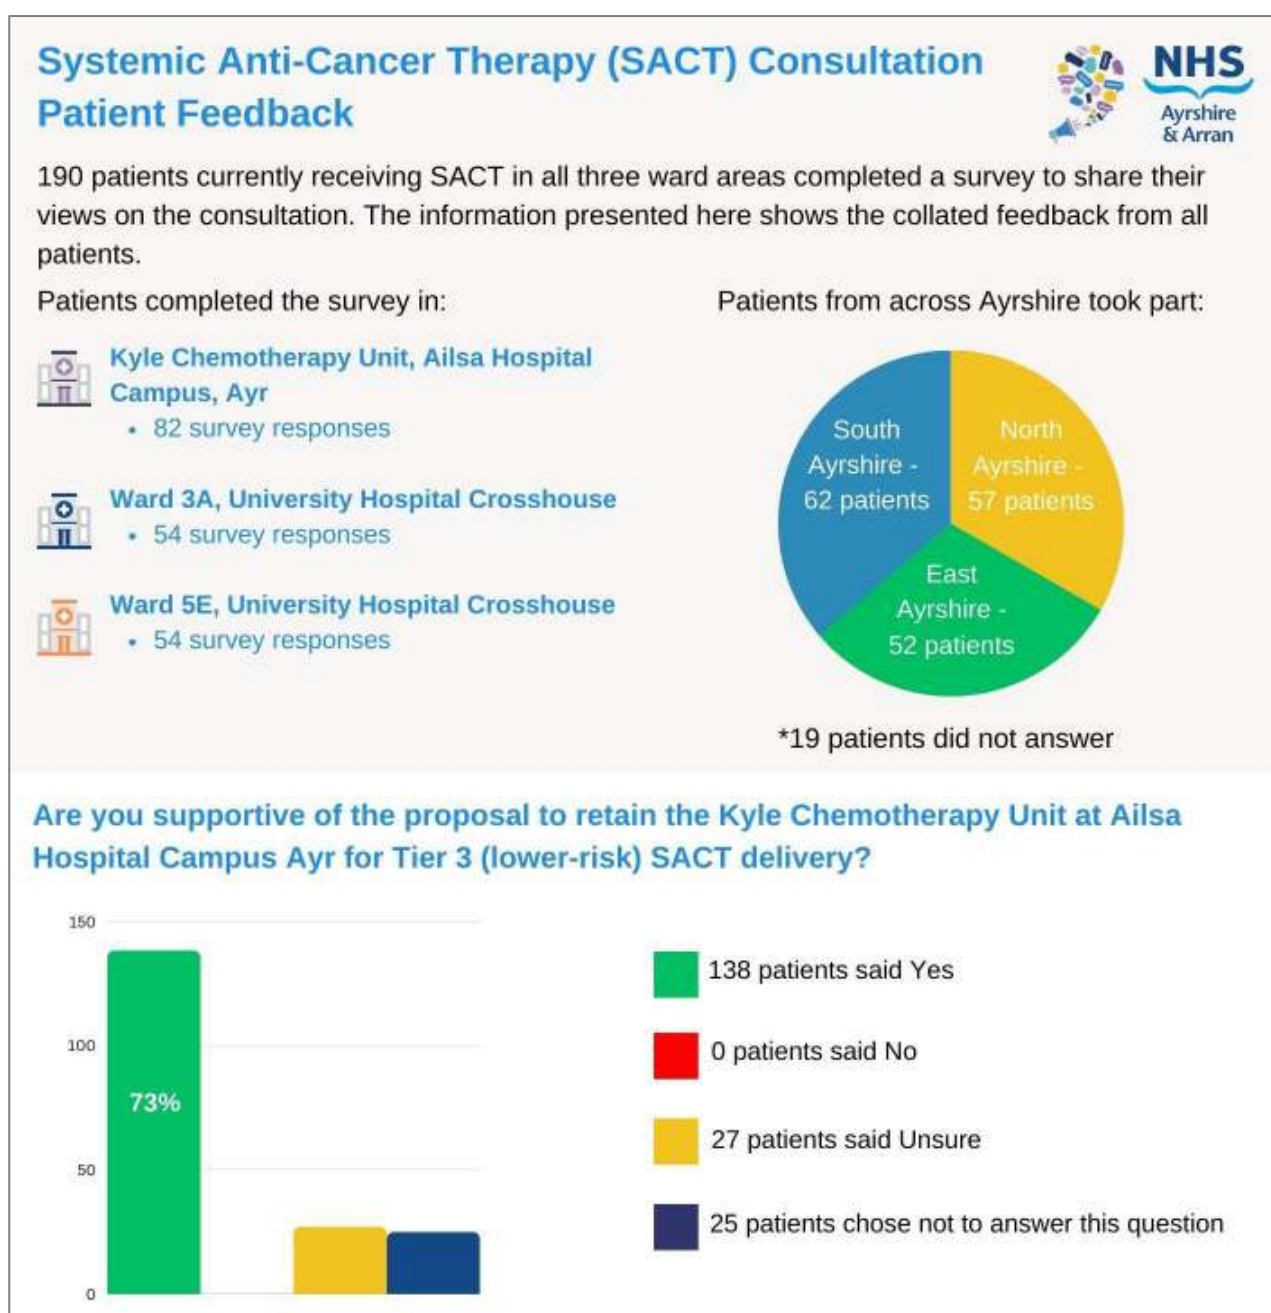 Systemic Anti-Cancer Therapy (SACT) Consultation
Patient Feedback
NHS
Ayrshire
& Arran
190 patients currently receiving SACT in all three ward areas completed a survey to share their
views on the consultation. The information presented here shows the collated feedback from all
patients.
Patients completed the survey in:
Kyle Chemotherapy Unit, Ailsa Hospital
Campus, Ayr
• 82 survey responses
Ward 3A, University Hospital Crosshouse
• 54 survey responses
Ward 5E, University Hospital Crosshouse
• 54 survey responses
Patients from across Ayrshire took part:
South
Ayrshire -
62 patients
North
Ayrshire -
57 patients
East
Ayrshire -
52 patients
*19 patients did not answer
Are you supportive of the proposal to retain the Kyle Chemotherapy Unit at Ailsa
Hospital Campus Ayr for Tier 3 (lower-risk) SACT delivery?
150
100
50
0
73%
138 patients said Yes
0 patients said No
27 patients said Unsure
25 patients chose not to answer this question